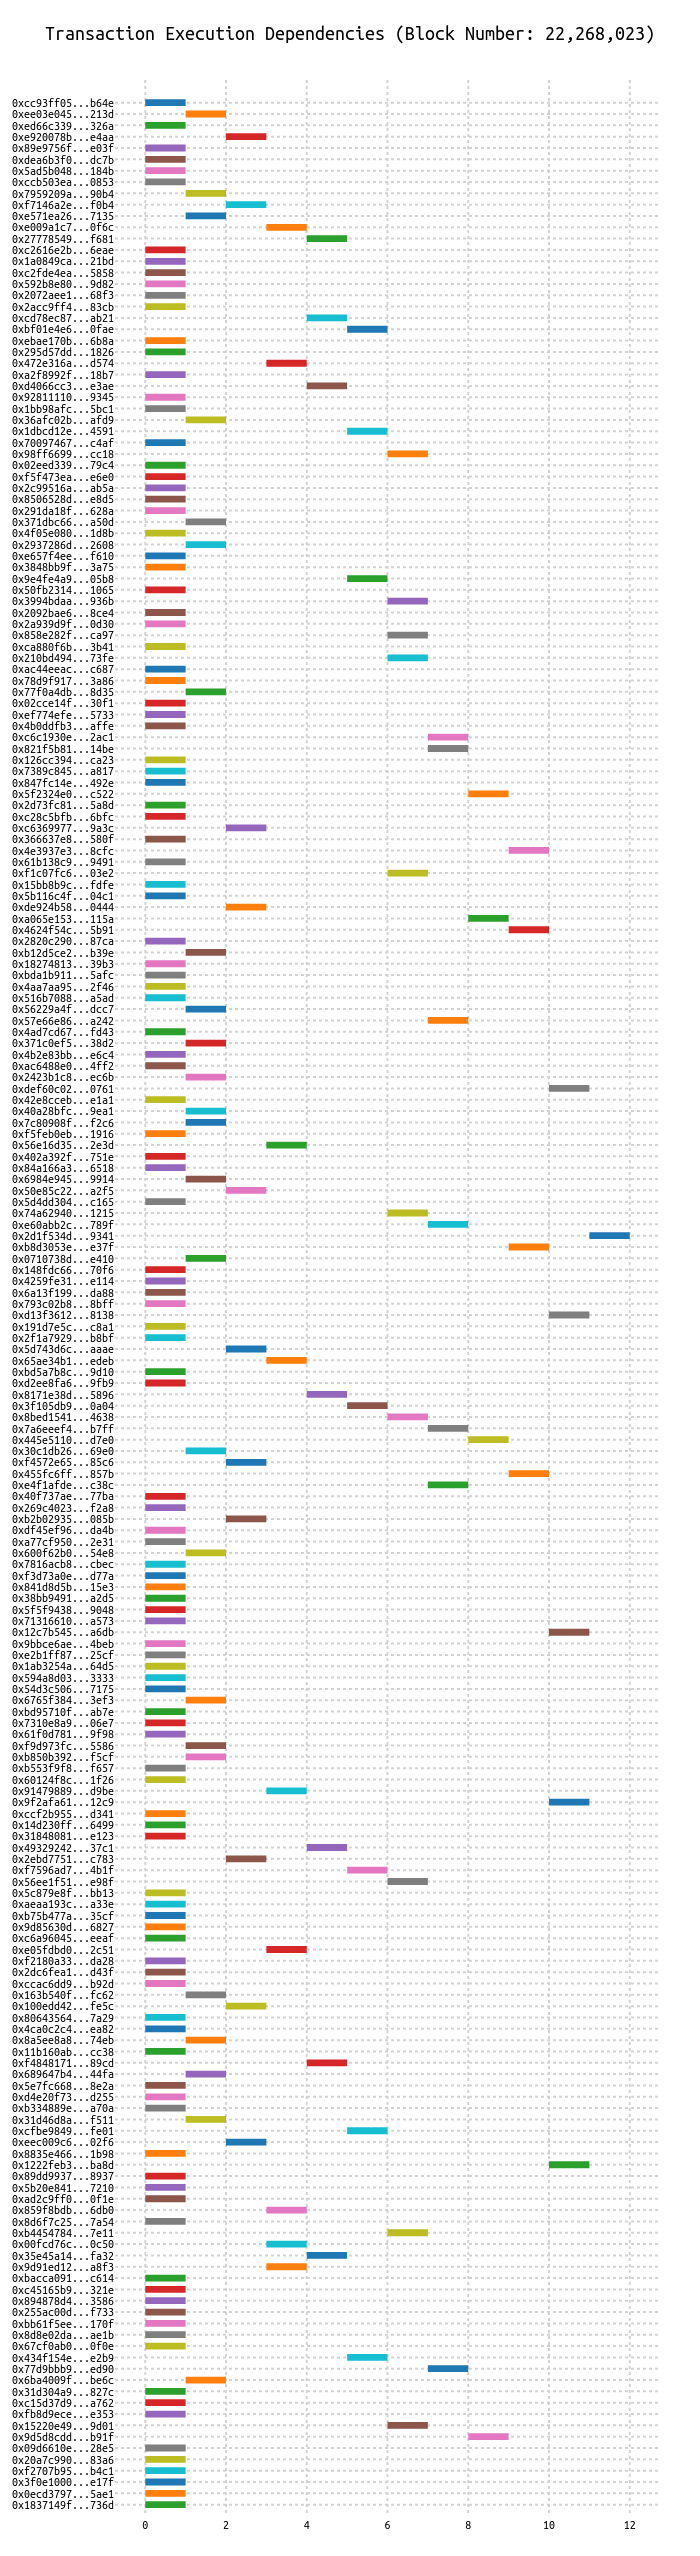 Transaction Execution Dependencies (Block Number: 22,268,023)
0xcc93ff05...b64e
0xee03e045...213d
0xed66c339...326a
0xe920078b...e4aa
0x89e9756f...e03f
0xdea6b3f0...dc7b
0x5ad5b048...184b
0xccb503ea...0853
0x7959209a...90b4
0xf7146a2e...f0b4
0xe571ea26...7135
0xe009a1c7...0f6c
0x27778549...f681
0xc2616e2b...6eae
0x1a0849ca...21bd
0xc2fde4ea...5858
0x592b8e80...9d82
0x2072aee1...68f3
0x2acc9ff4...83cb
0xcd78ec87...ab21
0xbf01e4e6...0fae
0xebae170b...6b8a
0x295d57dd...1826
0x472e316a...d574
0xa2f8992f...18b7
0xd4066cc3...e3ae
0x92811110...9345
0x1bb98afc...5bc1
0x36afc02b...afd9
0x1dbcd12e...4591
0x70097467...c4af
0x98ff6699...cc18
0x02eed339...79c4
0xf5f473ea...e6e0
0x2c99516a...ab5a
0x8506528d...e8d5
0x291da18f...628a
0x371dbc66...a50d
0x4f05e080...1d8b
0x2937286d...2608
0xe657f4ee...f610
0x3848bb9f...3a75
0x9e4fe4a9...05b8
0x50fb2314...1065
0x3994bdaa...936b
0x2092bae6...8ce4
0x2a939d9f...0d30
0x858e282f...ca97
0xca880f6b...3b41
0x210bd494...73fe
0xac44eeac...c687
0x78d9f917...3a86
0x77f0a4db...8d35
0x02cce14f...30f1
0xef774efe...5733
0x4b0ddfb3...affe
0xc6c1930e...2ac1
0x821f5b81...14be
0x126cc394...ca23
0x7389c845...a817
0x847fc14e...492e
0x5f2324e0...c522
0x2d73fc81...5a8d
0xc28c5bfb...6bfc
0xc6369977...9a3c
0x366637e8...580f
0x4e3937e3...8cfc
0x61b138c9...9491
0xf1c07fc6...03e2
0x15bb8b9c...fdfe
0x5b116c4f...04c1
0xde924b58...0444
0xa065e153...115a
0x4624f54c...5b91
0x2820c290...87ca
0xb12d5ce2...b39e
0x18274813...39b3
0xbda1b911...5afc
0x4aa7aa95...2f46
0x516b7088...a5ad
0x56229a4f...dcc7
0x57e66e86...a242
0x4ad7cd67...fd43
0x371c0ef5...38d2
0x4b2e83bb...e6c4
0xac6488e0...4ff2
0x2423b1c8...ec6b
0xdef60c02...0761
0x42e8cceb...e1a1
0x40a28bfc...9ea1
0x7c80908f...f2c6
0xf5feb0eb...1916
0x56e16d35...2e3d
0x402a392f...751e
0x84a166a3...6518
0x6984e945...9914
0x50e85c22...a2f5
0x5d4dd304...c165
0x74a62940...1215
0xe60abb2c...789f
0x2d1f534d...9341
0xb8d3053e...e37f
0x0710738d...e410
0x148fdc66...70f6
0x4259fe31...e114
0x6a13f199...da88
0x793c02b8...8bff
0xd13f3612...8138
0x191d7e5c...c8a1
0x2f1a7929...b8bf
0x5d743d6c...aaae
0x65ae34b1...edeb
0xbd5a7b8c...9d10
0xd2ee8fa6...9fb9
0x8171e38d...5896
0x3f105db9...0a04
0x8bed1541...4638
0x7a6eeef4...b7ff
0x445e5110...d7e0
0x30c1db26...69e0
0xf4572e65...85c6
0x455fc6ff...857b
0xe4f1afde...c38c
0x40f737ae...77ba
0x269c4023...f2a8
0xb2b02935...085b
0xdf45ef96...da4b
0xa77cf950...2e31
0x600f62b0...54e8
0x7816acb8...cbec
0xf3d73a0e...d77a
0x841d8d5b...15e3
0x38bb9491...a2d5
0x5f5f9438...9048
0x71316610...a573
0x12c7b545...a6db
0x9bbce6ae...4beb
0xe2b1ff87...25cf
0x1ab3254a...64d5
0x594a8d03...3333
0x54d3c506...7175
0x6765f384...3ef3
0xbd95710f...ab7e
0x7310e8a9...06e7
0x61f0d781...9f98
0xf9d973fc...5586
0xb850b392...f5cf
0xb553f9f8...f657
0x60124f8c...1f26
0x91479889...d9be
0x9f2afa61...12c9
0xccf2b955...d341
0x14d230ff...6499
0x31848081...e123
0x49329242...37c1
0x2ebd7751...c783
0xf7596ad7...4b1f
0x56ee1f51...e98f
0x5c879e8f...bb13
0xaeaa193c...a33e
0xb75b477a...35cf
0x9d85630d...6827
0xc6a96045...eeaf
0xe05fdbd0...2c51
0xf2180a33...da28
0x2dc6fea1...d43f
0xccac6dd9...b92d
0x163b540f...fc62
0x100edd42...fe5c
0x80643564...7a29
0x4ca0c2c4...ea82
0x8a5ee8a8...74eb
0x11b160ab...cc38
0xf4848171...89cd
0x689647b4...44fa
0x5e7fc668...8e2a
0xd4e20f73...d255
0xb334889e...a70a
0x31d46d8a...f511
0xcfbe9849...fe01
0xeec009c6...02f6
0x8835e466...1b98
0x1222feb3...ba8d
0x89dd9937...8937
0x5b20e841...7210
0xad2c9ff0...0f1e
0x859f8bdb...6db0
0x8d6f7c25...7a54
0xb4454784...7e11
0x00fcd76c...0c50
0x35e45a14...fa32
0x9d91ed12...a8f3
0xbacca091...c614
0xc45165b9...321e
0x894878d4...3586
0x255ac00d...f733
0xbb61f5ee...170f
0x8d8e02da...ae1b
0x67cf0ab0...0f0e
0x434f154e...e2b9
0x77d9bbb9...ed90
0x6ba4009f...be6c
0x31d304a9...827c
0xc15d37d9...a762
0xfb8d9ece...e353
0x15220e49...9d01
0x9d5d8cdd...b91f
0x09d6610e...28e5
0x20a7c990...83a6
0xf2707b95...b4c1
0x3f0e1000...e17f
0x0ecd3797...5ae1
0x1837149f...736d
0 2 4 6 8 10 12